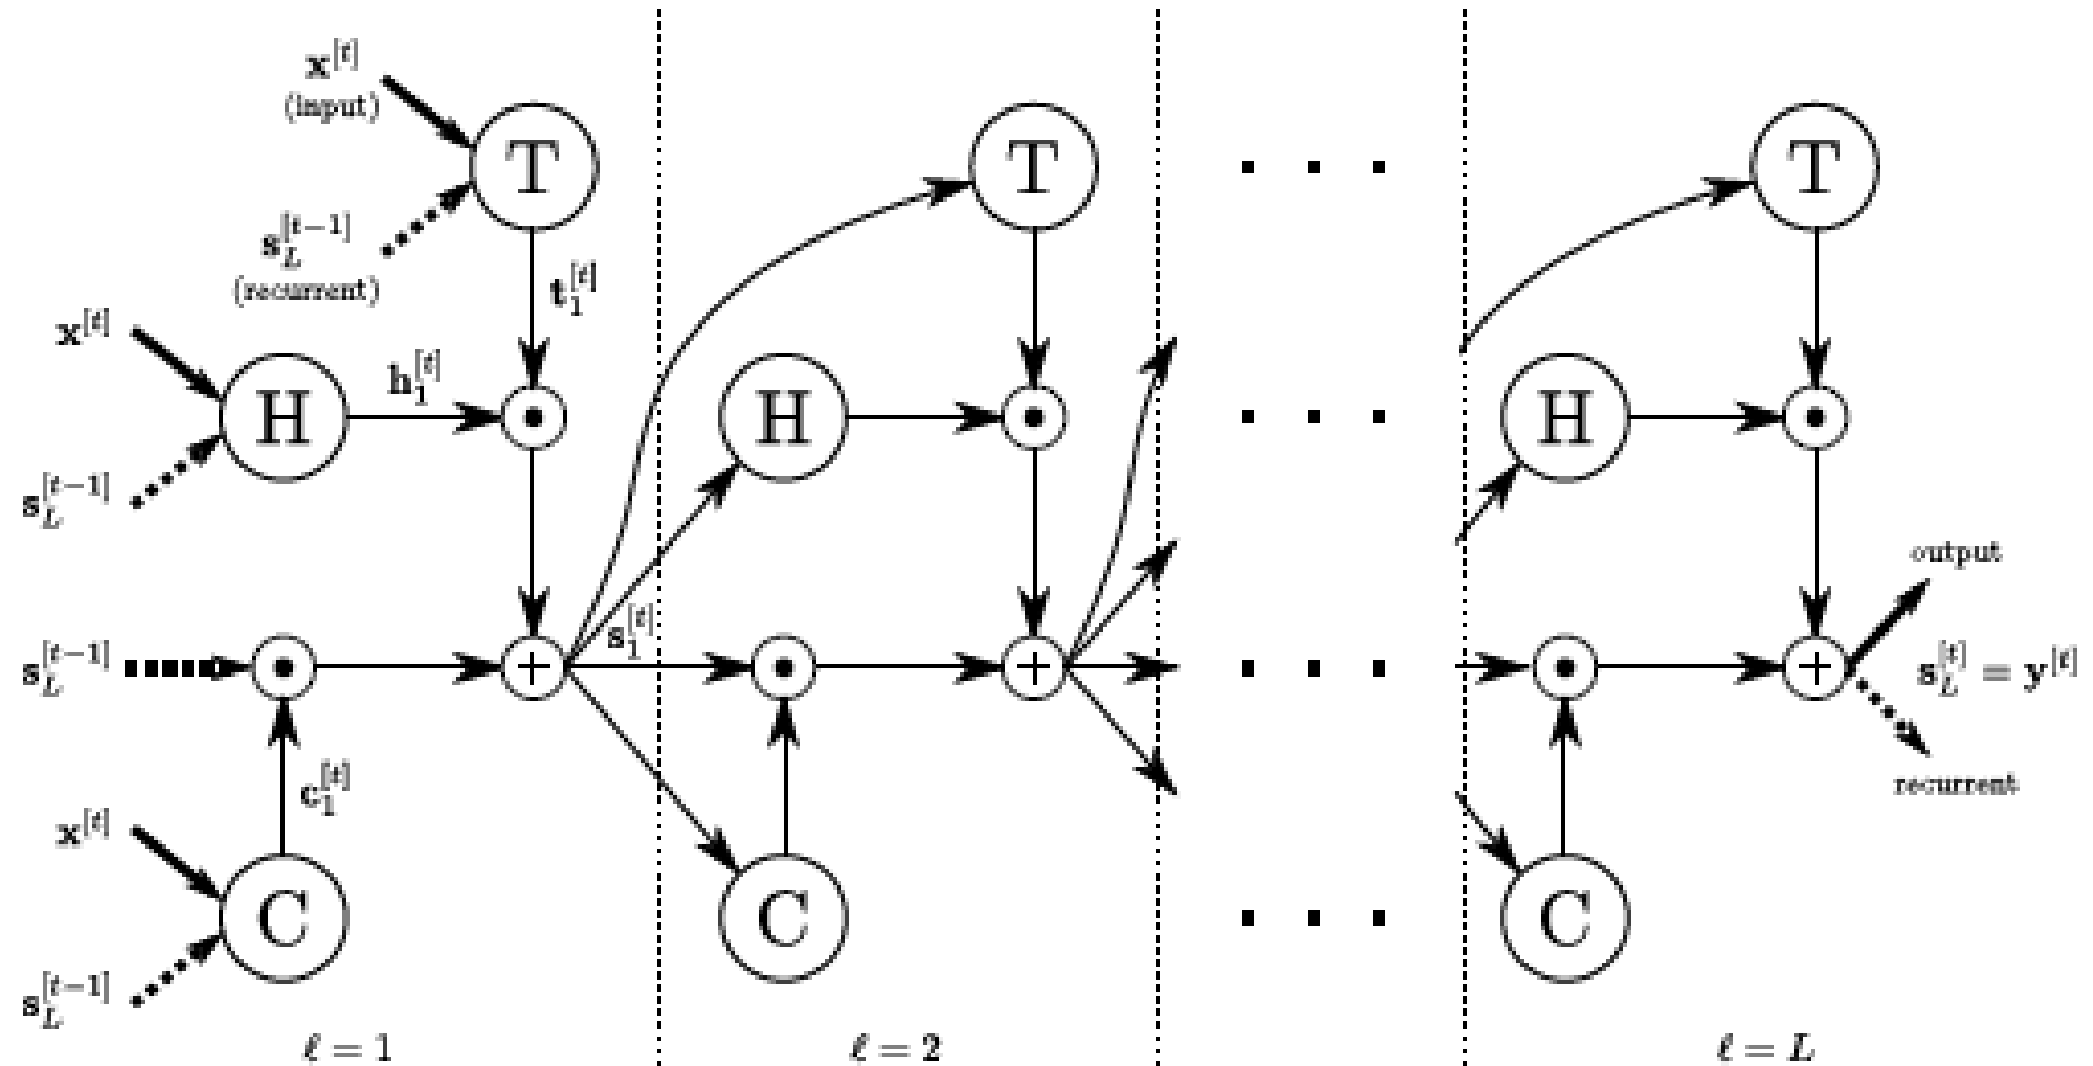 x^{[t]}
(input)
T
T
. . .
T
s_L^{[t−1]}
(recurrent)
t_1^{[t]}
x^{[t]}
h_1^{[t]}
H
H
. . .
H
s_L^{[t−1]}
output
s_1^{[t]}
s_L^{[t−1]}
+
+
. . .
+
s_L^{[t]} = y^{[t]}
recurrent
c_1^{[t]}
x^{[t]}
C
C
. . .
C
s_L^{[t−1]}
ℓ = 1
ℓ = 2
ℓ = L